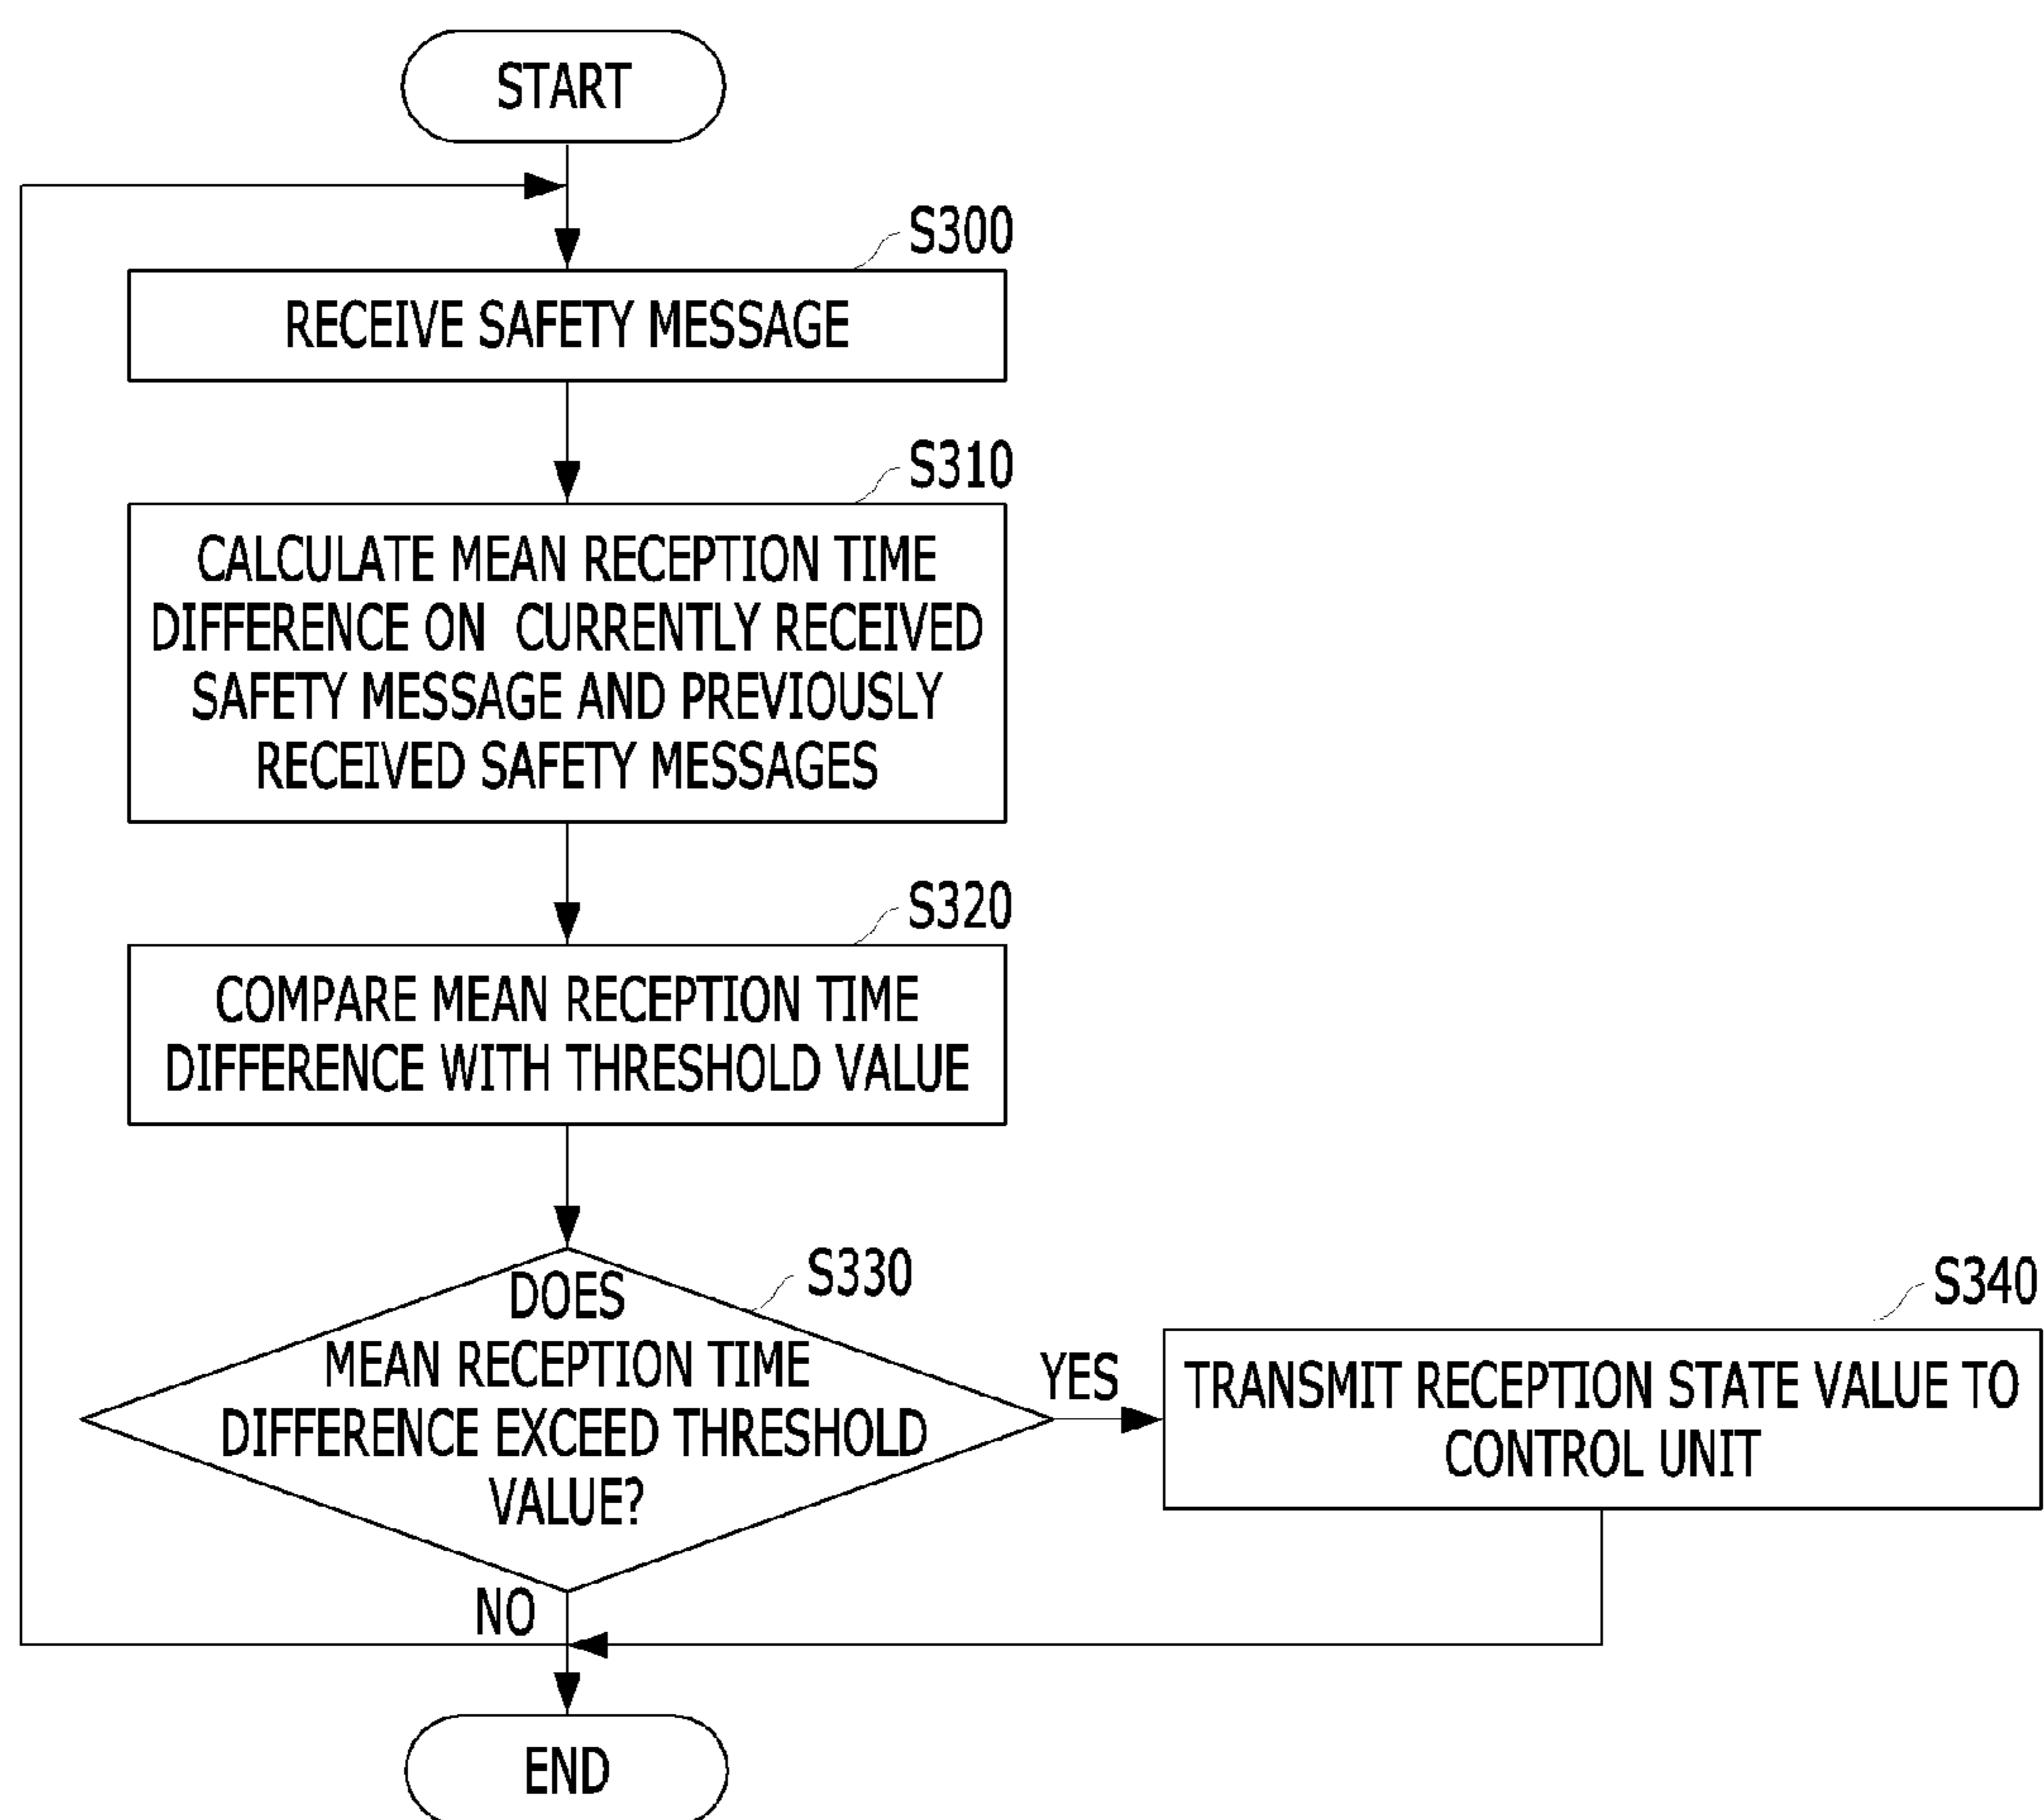 START
S300
RECEIVE SAFETY MESSAGE
S310
CALCULATE MEAN RECEPTION TIME
DIFFERENCE ON CURRENTLY RECEIVED
SAFETY MESSAGE AND PREVIOUSLY
RECEIVED SAFETY MESSAGES
S320
COMPARE MEAN RECEPTION TIME
DIFFERENCE WITH THRESHOLD VALUE
S330
DOES
MEAN RECEPTION TIME
DIFFERENCE EXCEED THRESHOLD
VALUE?
YES
S340
TRANSMIT RECEPTION STATE VALUE TO
CONTROL UNIT
NO
END